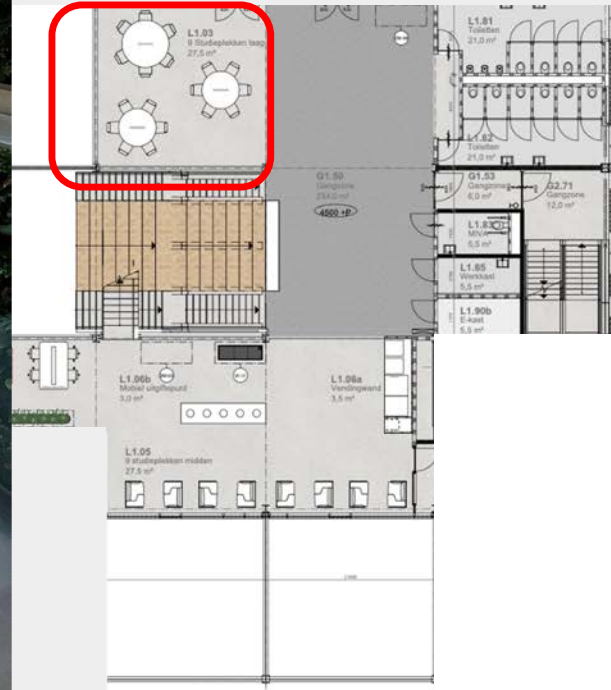 L1.03
9 Studieplekken laag
27,5 m²
L1.81
Toiletten
21,0 m²
L1.82
Toiletten
21,0 m²
G1.50
Gangzone
254,0 m²
4500 +P
G1.53
Gangzone
6,0 m²
G2.71
Gangzone
12,0 m²
L1.83
MIVA
5,5 m²
L1.85
Werkkast
5,5 m²
L1.90b
E-kast
5,5 m²
L1.06b
Mobiel uitgiftepunt
3,0 m²
L1.06a
Vendingwand
3,5 m²
L1.05
9 studieplekken midden
27,5 m²